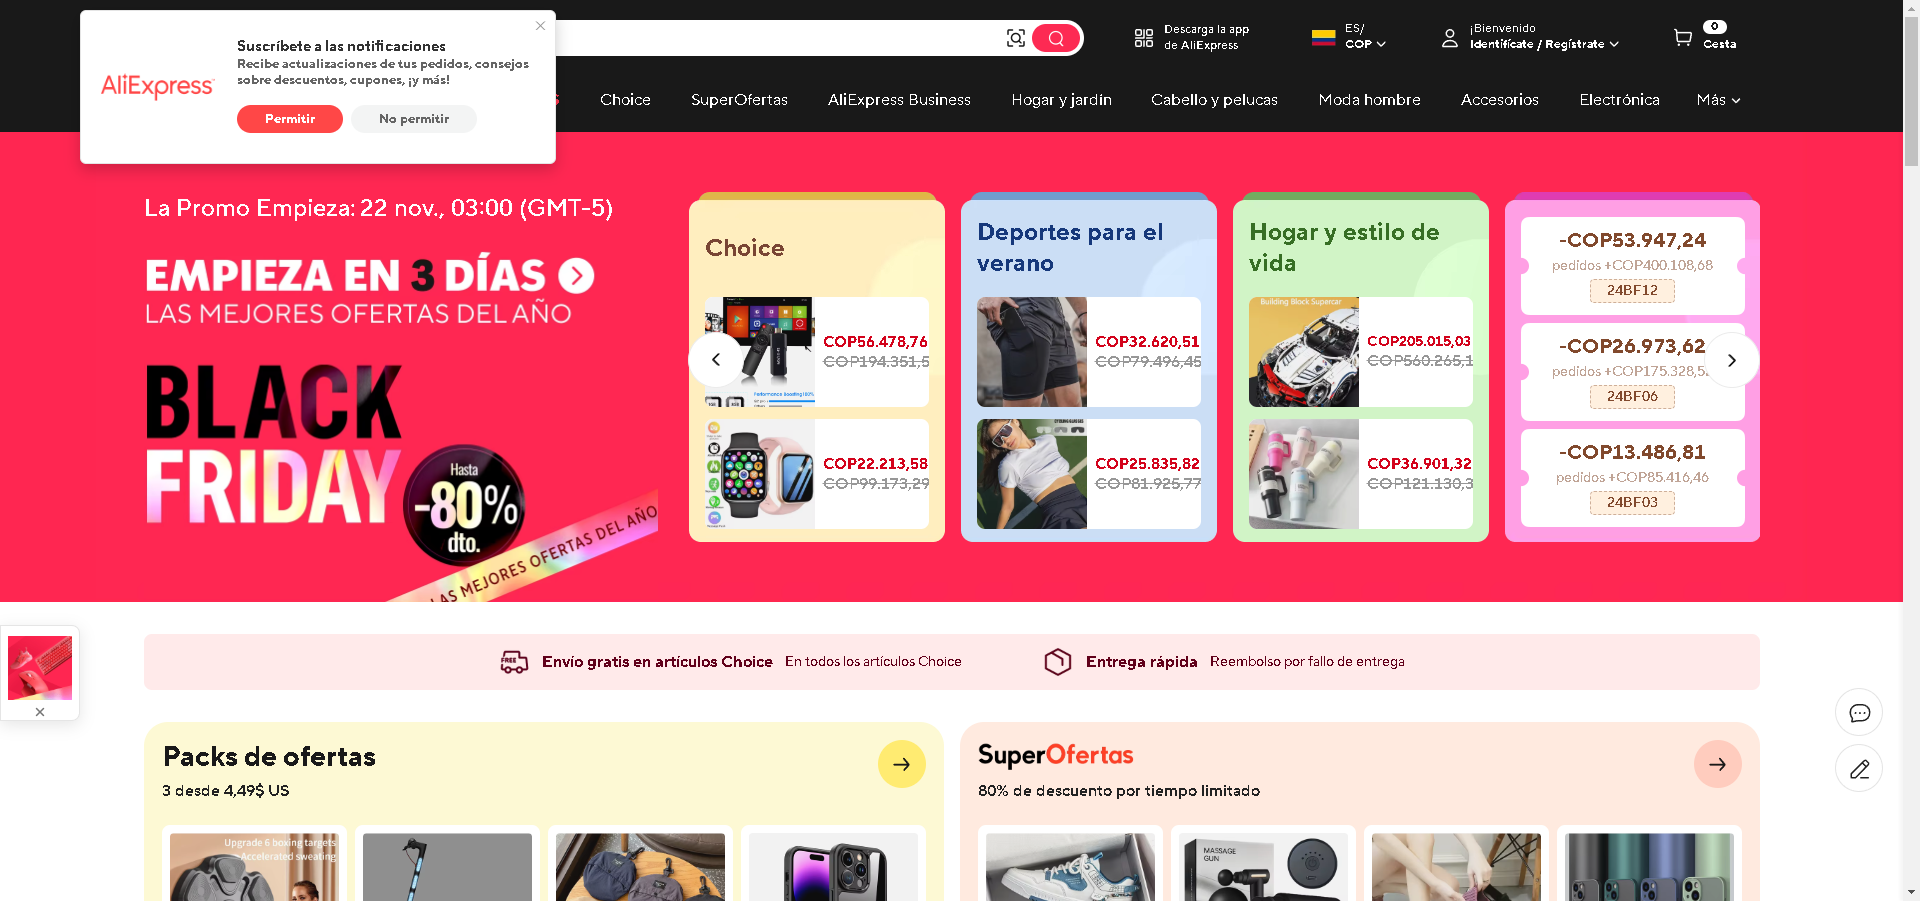 AliExpress
Suscríbete a las notificaciones
Recibe actualizaciones de tus pedidos, consejos
sobre descuentos, cupones, ¡y más!
Permitir
No permitir
Descarga la app
de AliExpress
ES/
COP
¡Bienvenido
Identifícate / Regístrate
0
Cesta
Choice
SuperOfertas
AliExpress Business
Hogar y jardín
Cabello y pelucas
Moda hombre
Accesorios
Electrónica
Más
La Promo Empieza: 22 nov., 03:00 (GMT-5)
EMPIEZA EN 3 DÍAS
LAS MEJORES OFERTAS DEL AÑO
BLACK
FRIDAY
Hasta
-80%
dto.
LAS MEJORES OFERTAS DEL AÑO
Choice
COP56.478,76
COP194.351,5
Performance Boosting 100%
COP22.213,58
COP99.173,29
Deportes para el
verano
COP32.620,51
COP79.496,45
COP25.835,82
COP81.925,77
Hogar y estilo de
vida
Building Block Supercar
COP205.015,03
COP560.265,1
COP36.901,32
COP121.130,3
-COP53.947,24
pedidos +COP400.108,68
24BF12
-COP26.973,62
pedidos +COP175.328,5
24BF06
-COP13.486,81
pedidos +COP85.416,46
24BF03
FREE
Envío gratis en artículos Choice
En todos los artículos Choice
Entrega rápida
Reembolso por fallo de entrega
Packs de ofertas
3 desde 4,49$ US
Upgrade 6 boxing targets
Accelerated sweating
SuperOfertas
80% de descuento por tiempo limitado
MASSAGE
GUN